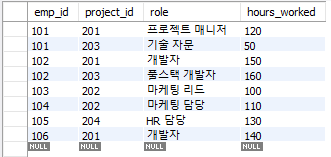 emp_id project_id role hours_worked
101 201 프로젝트 매니저 120
101 203 기술 자문 50
102 201 개발자 150
102 203 풀스택 개발자 160
103 202 마케팅 리드 100
104 202 마케팅 담당 110
105 204 HR 담당 130
106 201 개발자 140
NULL NULL NULL NULL